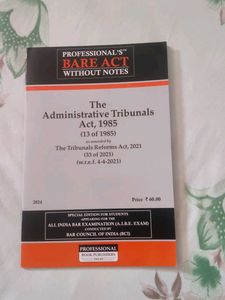 PROFESSIONAL'S™
BARE ACT
WITHOUT NOTES
The
Administrative Tribunals
Act, 1985
(13 of 1985)
as amended by
The Tribunals Reforms Act, 2021
(33 of 2021)
(w.r.e.f. 4-4-2021)
2024
Price ₹ 60.00
SPECIAL EDITION FOR STUDENTS
APPEARING FOR THE
ALL INDIA BAR EXAMINATION (A.I.B.E. EXAM)
CONDUCTED BY
BAR COUNCIL OF INDIA (BCI)
PROFESSIONAL
BOOK PUBLISHERS